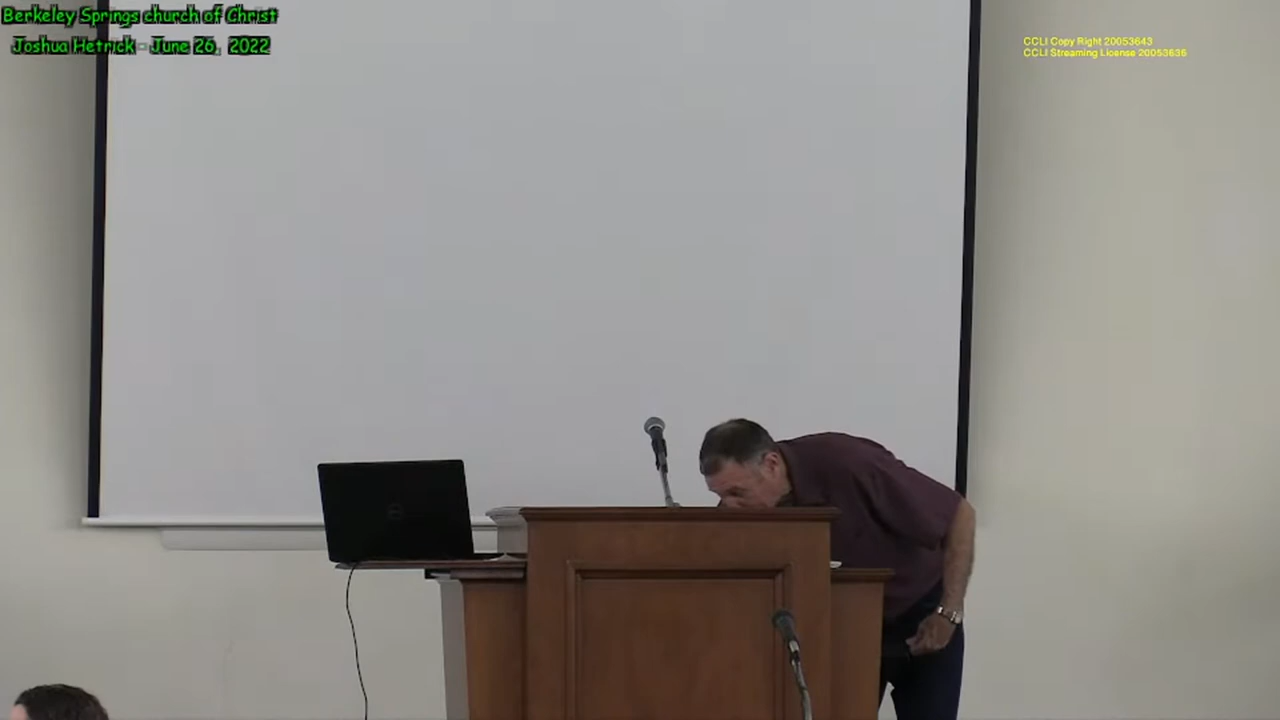 Berkeley Springs church of Christ
Joshua Hetrick - June 26, 2022
CCLI Copy Right 20053643
CCLI Streaming License 20053636